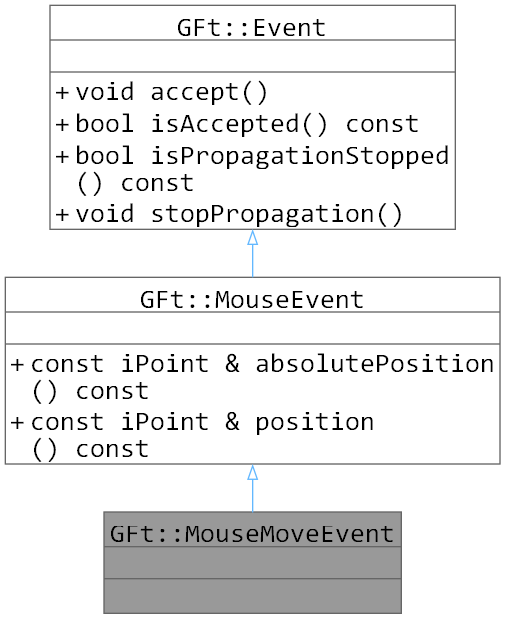 GFt::Event
+ void accept()
+ bool isAccepted() const
+ bool isPropagationStopped
() const
+ void stopPropagation()
GFt::MouseEvent
+ const iPoint & absolutePosition
() const
+ const iPoint & position
() const
GFt::MouseMoveEvent